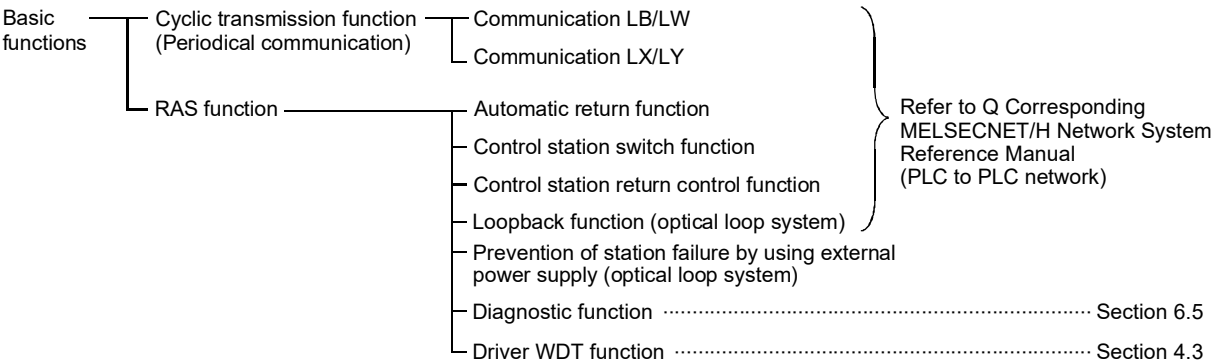 Basic
functions
Cyclic transmission function
(Periodical communication)
Communication LB/LW
Communication LX/LY
RAS function
Automatic return function
Control station switch function
Control station return control function
Loopback function (optical loop system)
Refer to Q Corresponding
MELSECNET/H Network System
Reference Manual
(PLC to PLC network)
Prevention of station failure by using external
power supply (optical loop system)
Diagnostic function ........................................................................ Section 6.5
Driver WDT function ...................................................................... Section 4.3